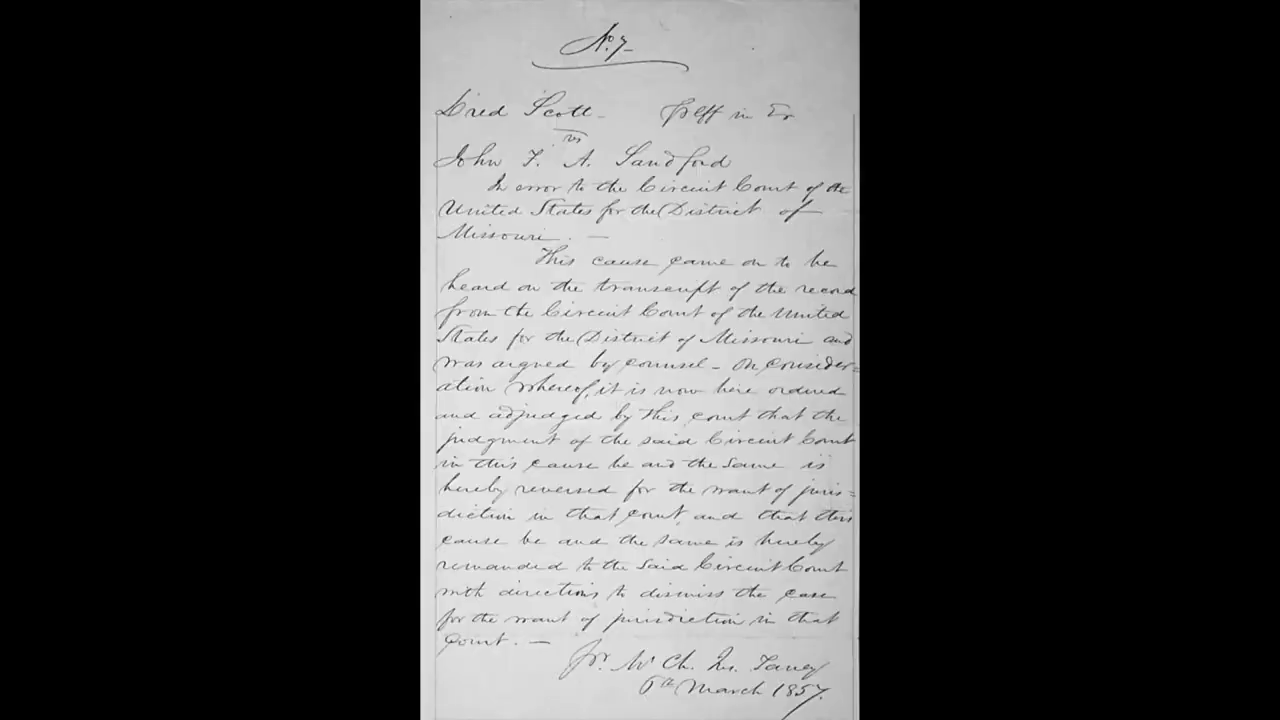 No. 7
Dred Scott - Plff in Er
vs
John F. A. Sandford
In error to the Circuit Court of the
United States for the District of
Missouri. —
This cause came on to be
heard on the transcript of the record
from the Circuit Court of the United
States for the District of Missouri and
was argued by counsel - On consider=
ation whereof, it is now here ordered
and adjudged by this court that the
judgment of the said Circuit Court
in this cause be and the same is
hereby reversed for the want of juris=
diction in that court, and that this
cause be and the same is hereby
remanded to the said Circuit Court
with directions to dismiss the case
for the want of jurisdiction in that
Court. —
pr. Mr Ch. Jus. Taney
6th March 1857.